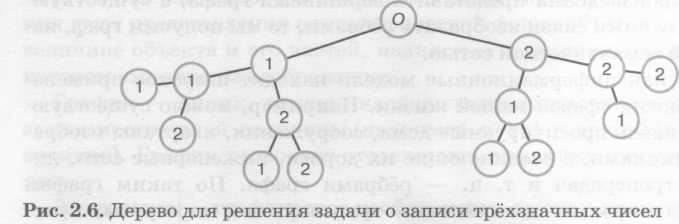 O
1 2
1 2 1 2
1 2 1 2 1 2 1 2
Рис. 2.6. Дерево для решения задачи о записи трёхзначных чисел